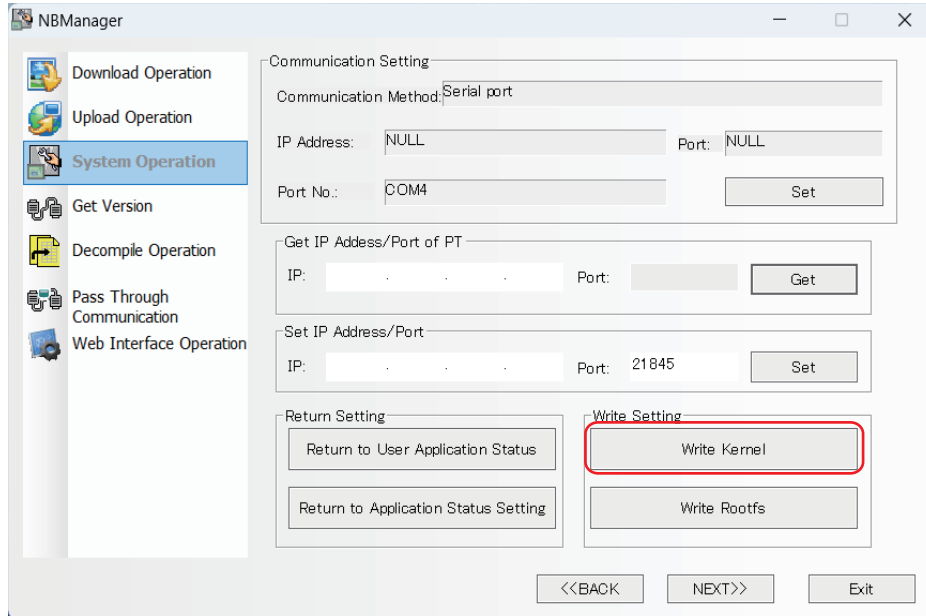 NBManager
Download Operation
Upload Operation
System Operation
Get Version
Decompile Operation
Pass Through
Communication
Web Interface Operation
Communication Setting
Communication Method: Serial port
IP Address: NULL Port: NULL
Port No.: COM4 Set
Get IP Addess/Port of PT
IP: . . . Port: Get
Set IP Address/Port
IP: . . . Port: 21845 Set
Return Setting
Return to User Application Status
Return to Application Status Setting
Write Setting
Write Kernel
Write Rootfs
<<BACK NEXT>> Exit